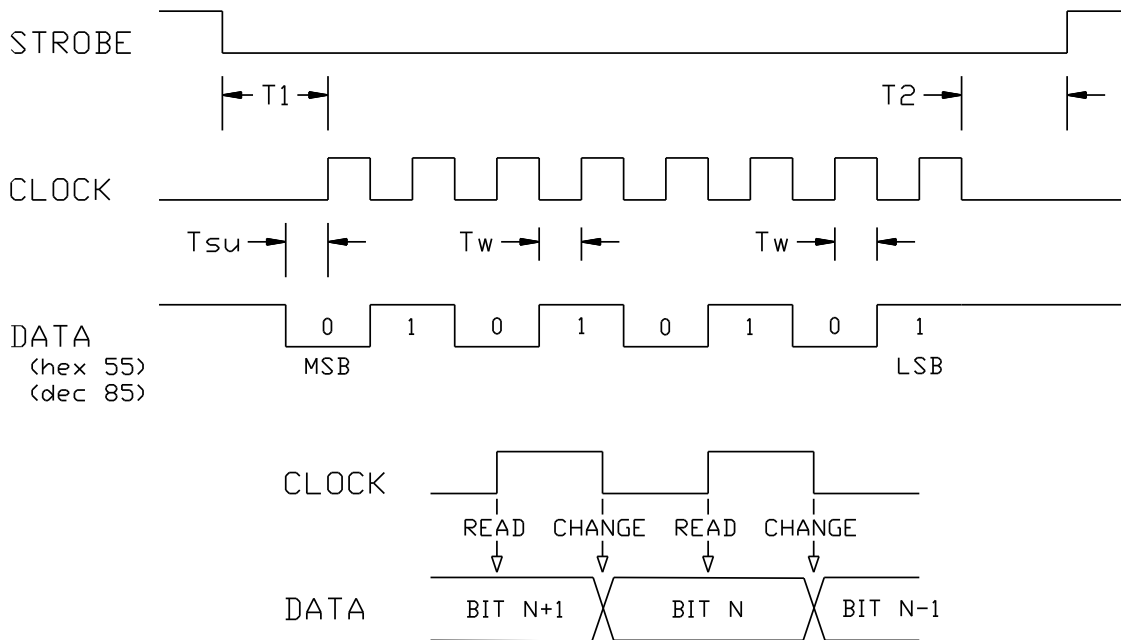 STROBE
T1
T2
CLOCK
Tsu
Tw
Tw
DATA
0 1 0 1 0 1 0 1
(hex 55)
MSB
LSB
(dec 85)
CLOCK
READ CHANGE READ CHANGE
DATA
BIT N+1
BIT N
BIT N-1